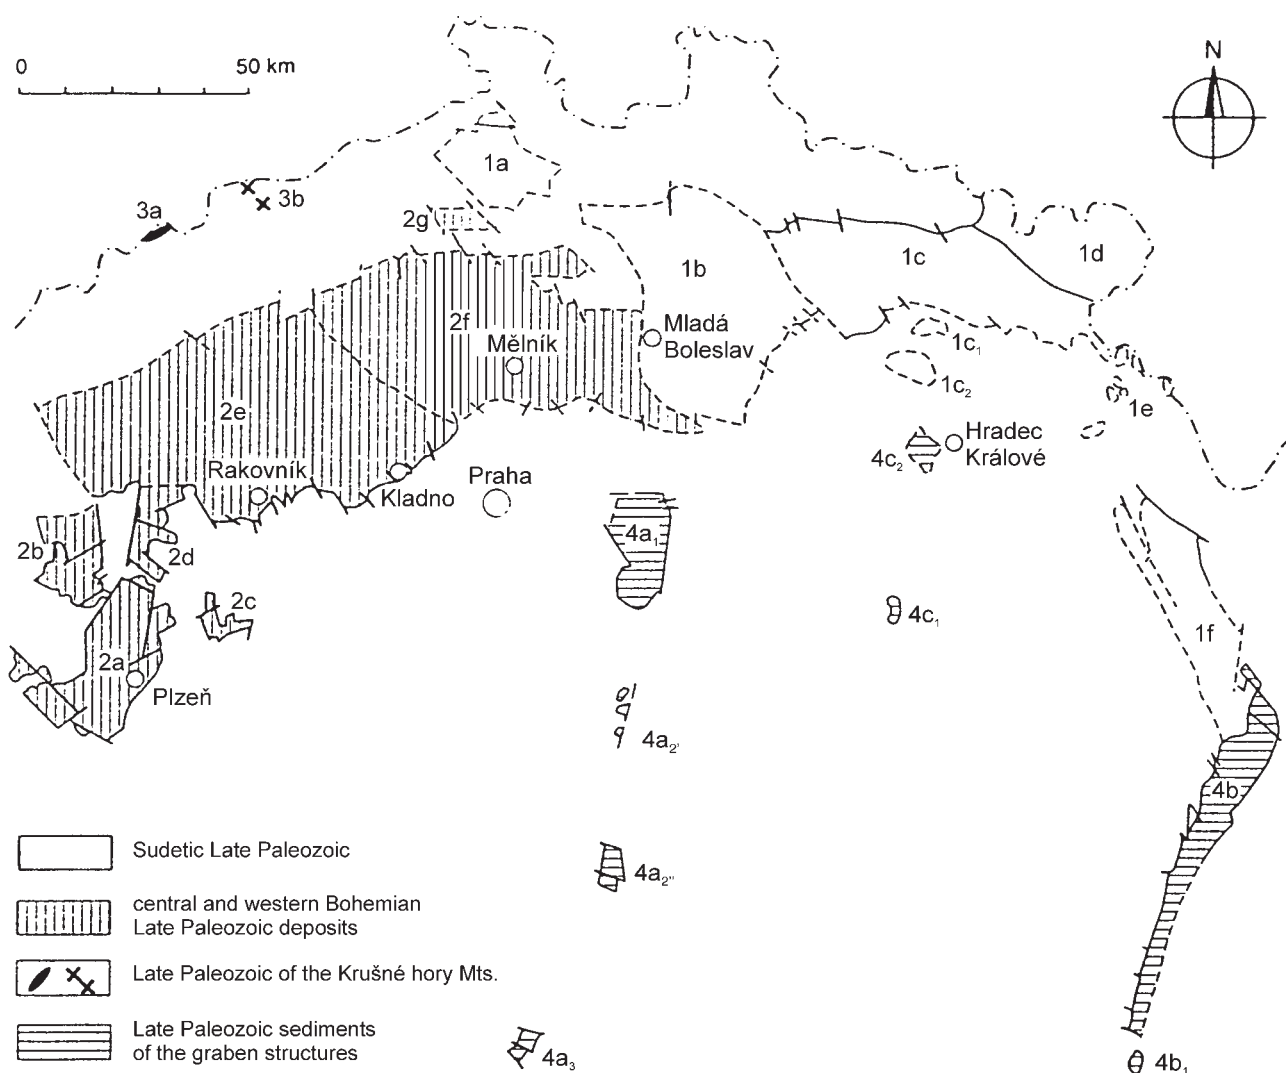 0
50 km
N
1a
3a
3b
2g
1b
1c
1d
2f
Mladá
Boleslav
Mělník
1c₁
1c₂
1e
2e
Hradec
Králové
4c₂
Rakovník
Kladno
Praha
4a₁
2b
2d
2c
4c₁
1f
2a
Plzeň
4a₂'
4b
Sudetic Late Paleozoic
4a₂"
central and western Bohemian
Late Paleozoic deposits
Late Paleozoic of the Krušné hory Mts.
Late Paleozoic sediments
of the graben structures
4a₃
4b₁